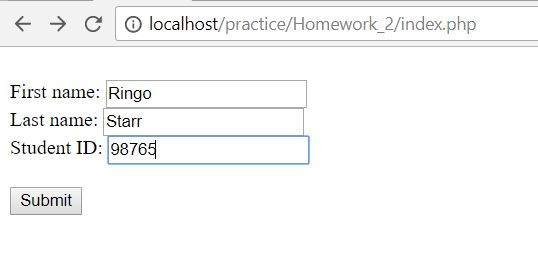 localhost/practice/Homework_2/index.php
First name: Ringo
Last name: Starr
Student ID: 98765
Submit